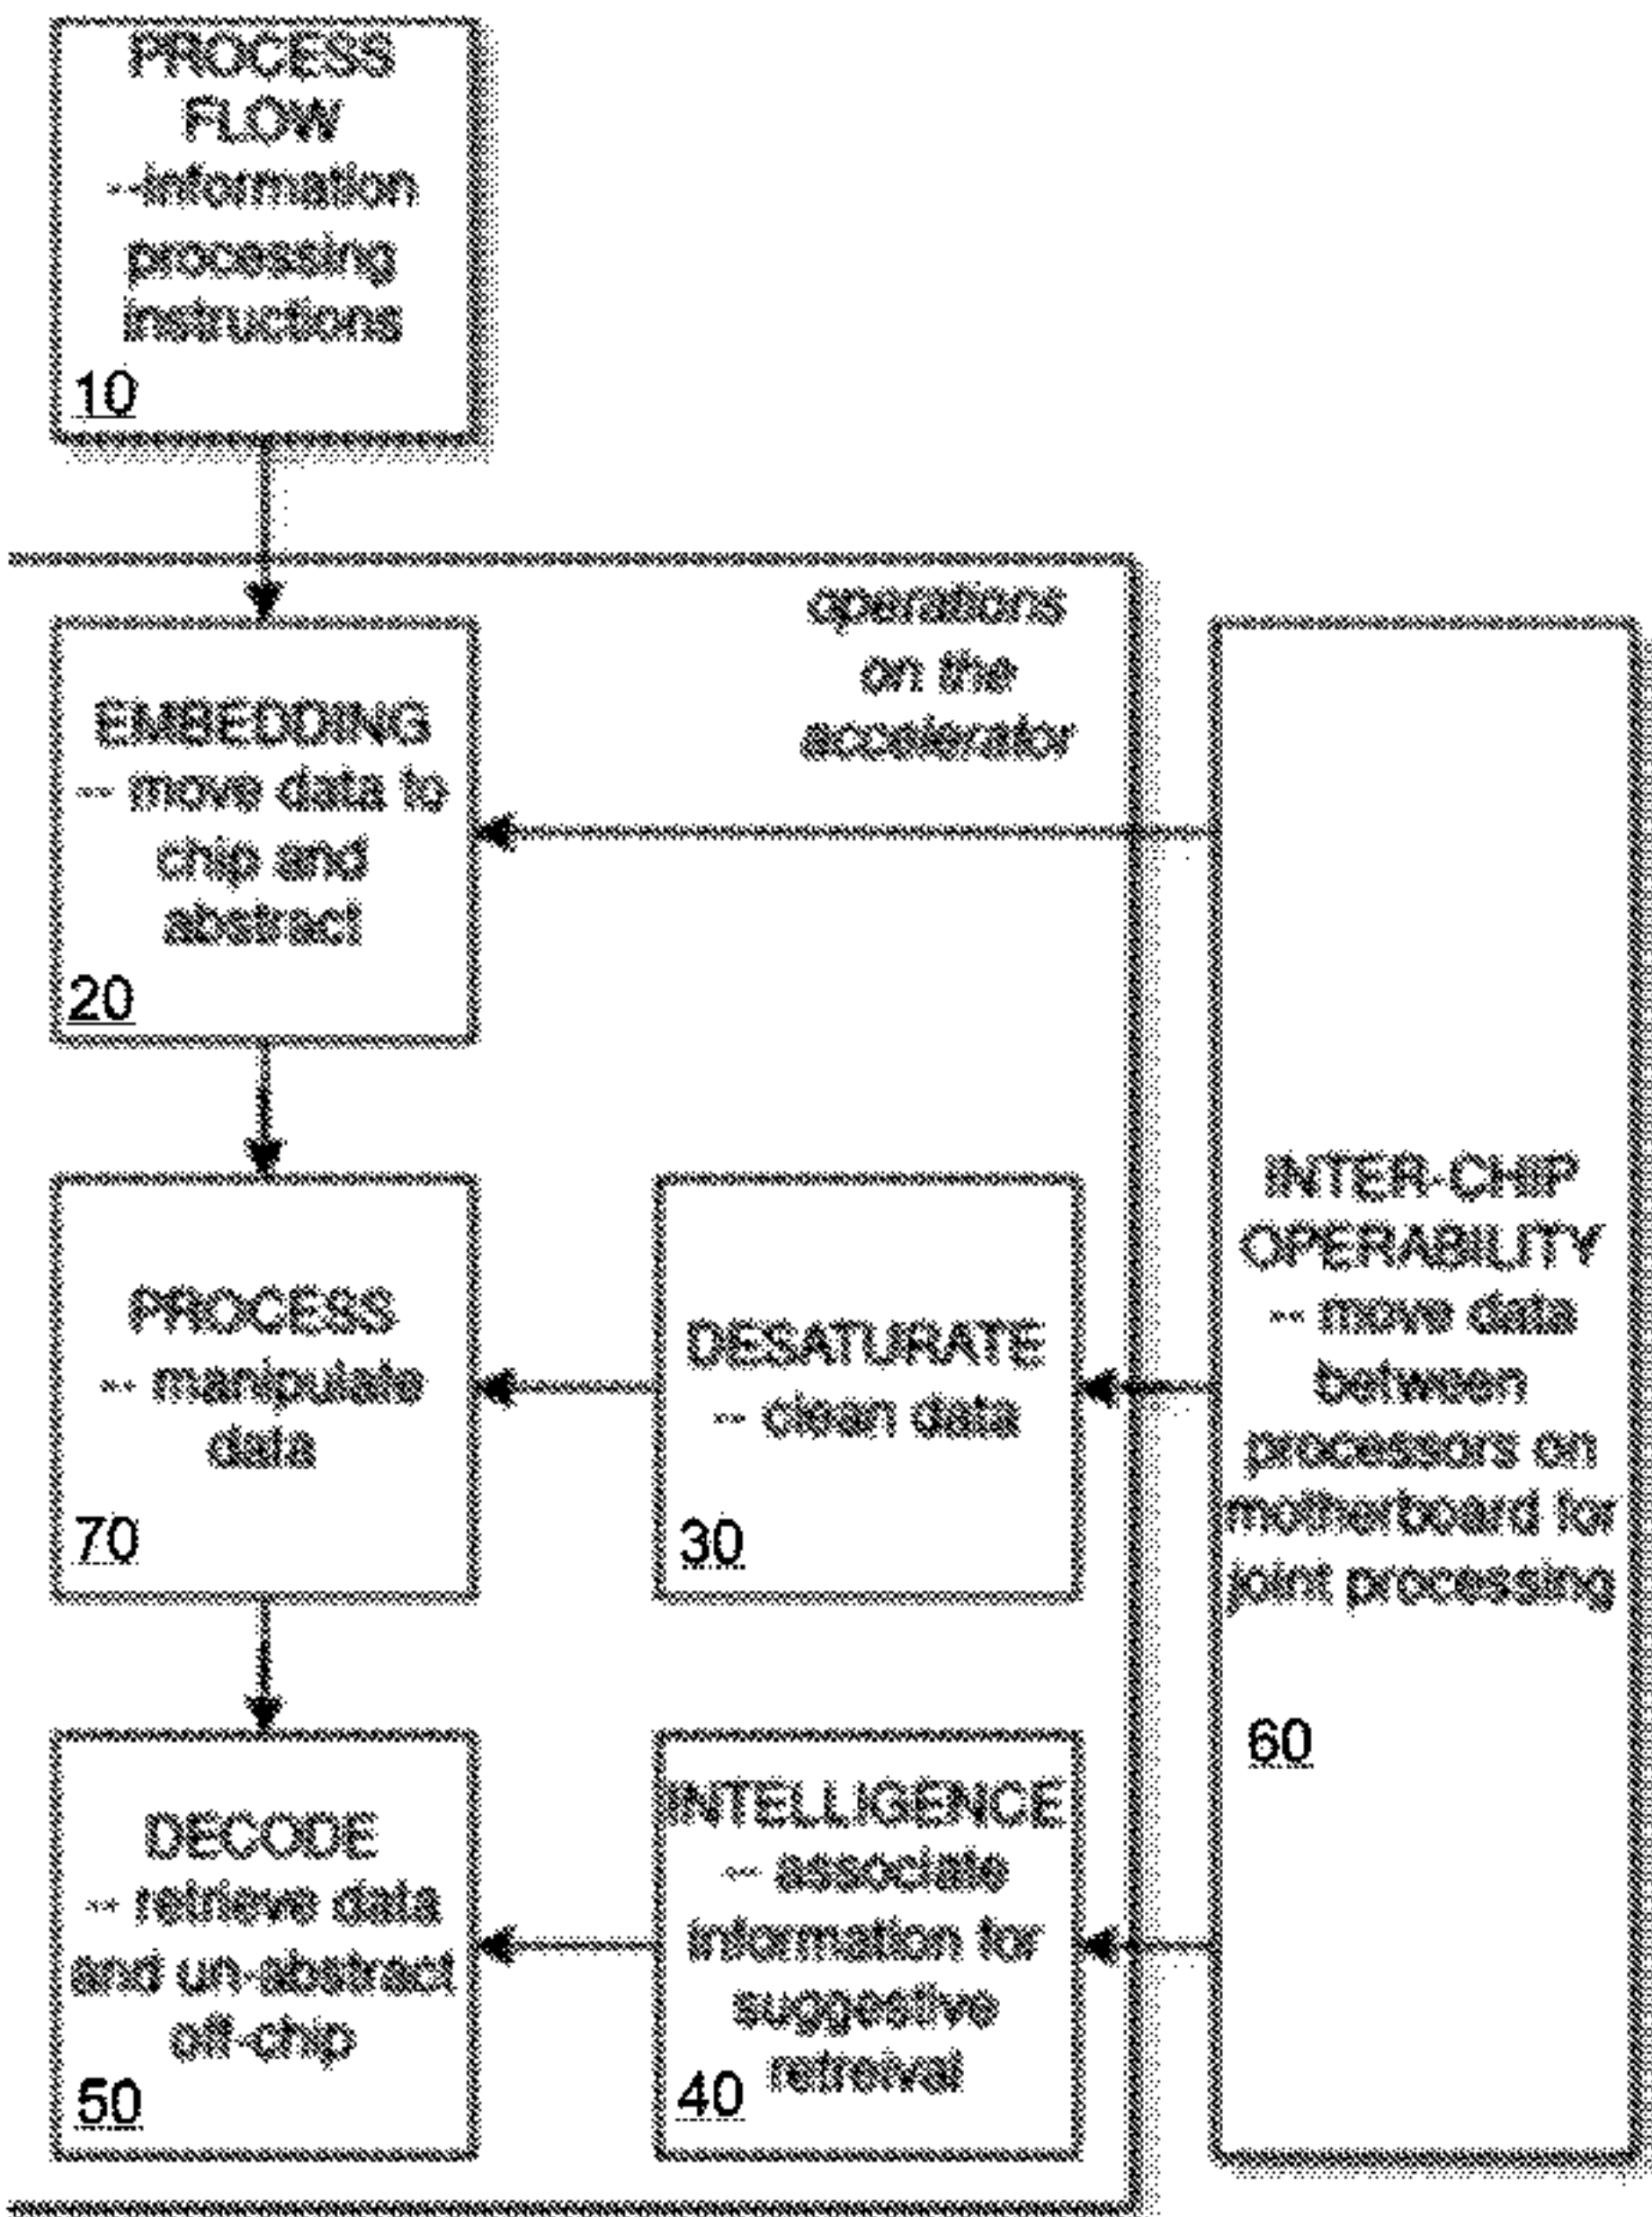 PROCESS
FLOW
--information
processing
instructions
10
operations
on the
accelerator
EMBEDDING
-- move data to
chip and
abstract
20
PROCESS
-- manipulate
data
70
DESATURATE
-- clean data
30
INTER-CHIP
OPERABILITY
-- move data
between
processors on
motherboard for
joint processing
60
DECODE
-- retrieve data
and un-abstract
off-chip
50
INTELLIGENCE
-- associate
information for
suggestive
retreival
40